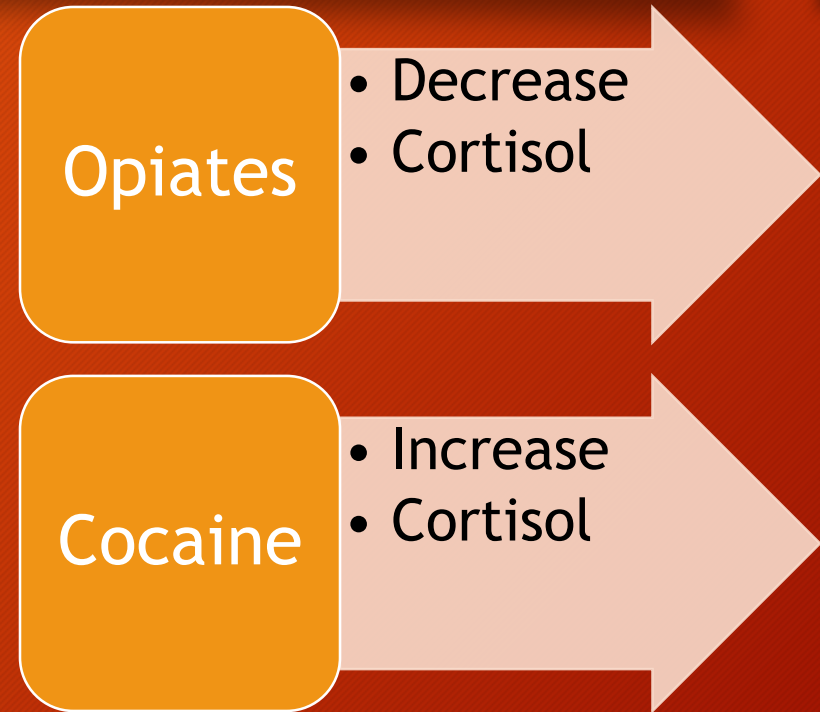 Opiates
• Decrease
• Cortisol
Cocaine
• Increase
• Cortisol